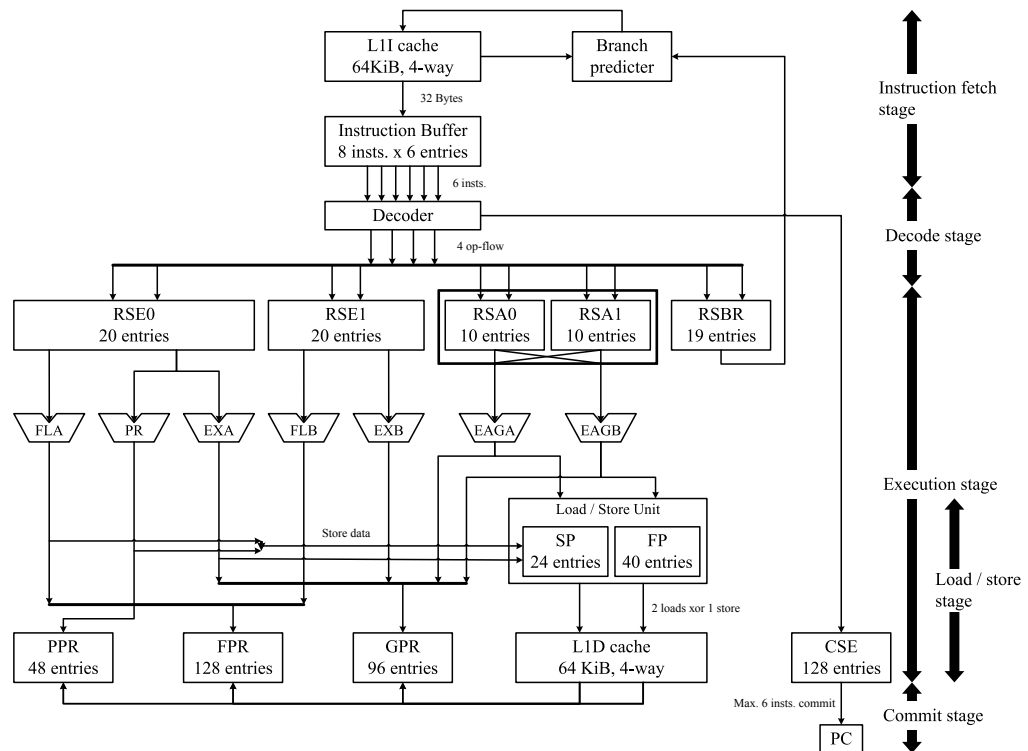 L1I cache
64KiB, 4-way
Branch
predicter
Instruction fetch
stage
32 Bytes
Instruction Buffer
8 insts. x 6 entries
6 insts.
Decoder
Decode stage
4 op-flow
RSE0
20 entries
RSE1
20 entries
RSA0
10 entries
RSA1
10 entries
RSBR
19 entries
FLA
PR
EXA
FLB
EXB
EAGA
EAGB
Execution stage
Load / Store Unit
Store data
SP
24 entries
FP
40 entries
Load / store
stage
2 loads xor 1 store
PPR
48 entries
FPR
128 entries
GPR
96 entries
L1D cache
64 KiB, 4-way
CSE
128 entries
Max. 6 insts. commit
Commit stage
PC